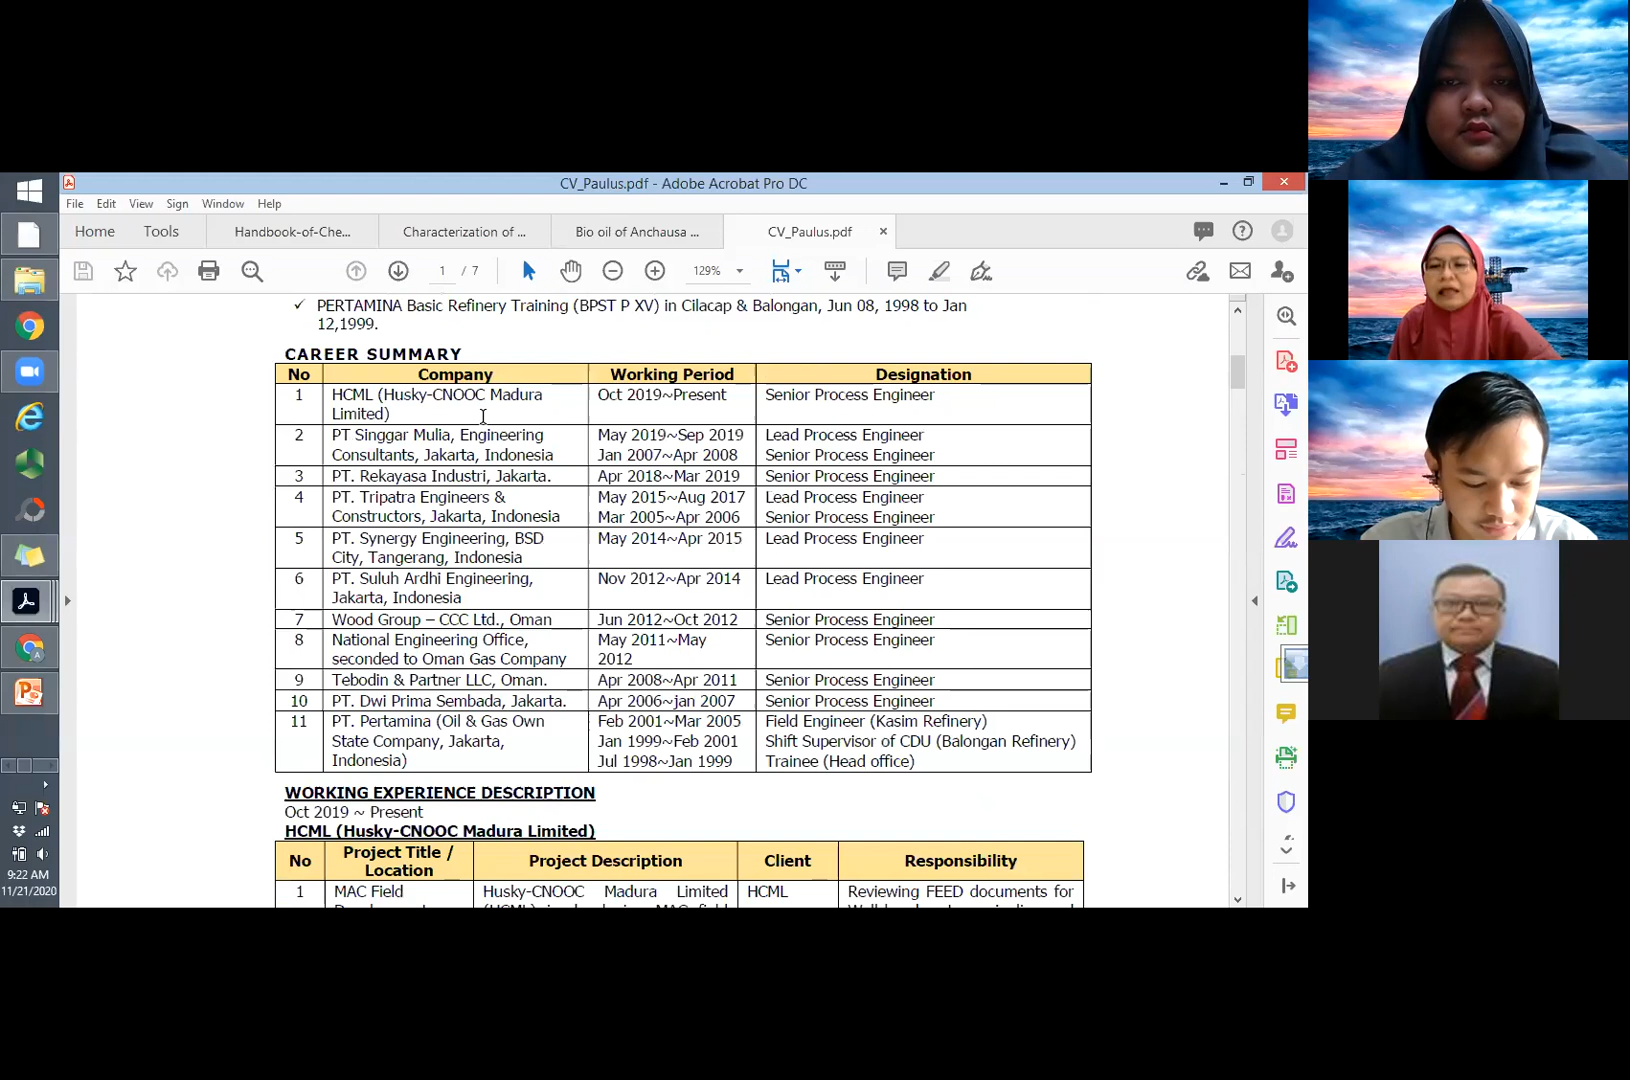 CV_Paulus.pdf - Adobe Acrobat Pro DC
File Edit View Sign Window Help
Home Tools Handbook-of-Che... Characterization of ... Bio oil of Anchausa ... CV_Paulus.pdf
1 / 7 129%
PERTAMINA Basic Refinery Training (BPST P XV) in Cilacap & Balongan, Jun 08, 1998 to Jan
12,1999.
CAREER SUMMARY
No Company Working Period Designation
1 HCML (Husky-CNOOC Madura Oct 2019~Present Senior Process Engineer
Limited)
2 PT Singgar Mulia, Engineering May 2019~Sep 2019 Lead Process Engineer
Consultants, Jakarta, Indonesia Jan 2007~Apr 2008 Senior Process Engineer
3 PT. Rekayasa Industri, Jakarta. Apr 2018~Mar 2019 Senior Process Engineer
4 PT. Tripatra Engineers & May 2015~Aug 2017 Lead Process Engineer
Constructors, Jakarta, Indonesia Mar 2005~Apr 2006 Senior Process Engineer
5 PT. Synergy Engineering, BSD May 2014~Apr 2015 Lead Process Engineer
City, Tangerang, Indonesia
6 PT. Suluh Ardhi Engineering, Nov 2012~Apr 2014 Lead Process Engineer
Jakarta, Indonesia
7 Wood Group – CCC Ltd., Oman Jun 2012~Oct 2012 Senior Process Engineer
8 National Engineering Office, May 2011~May Senior Process Engineer
seconded to Oman Gas Company 2012
9 Tebodin & Partner LLC, Oman. Apr 2008~Apr 2011 Senior Process Engineer
10 PT. Dwi Prima Sembada, Jakarta. Apr 2006~jan 2007 Senior Process Engineer
11 PT. Pertamina (Oil & Gas Own Feb 2001~Mar 2005 Field Engineer (Kasim Refinery)
State Company, Jakarta, Jan 1999~Feb 2001 Shift Supervisor of CDU (Balongan Refinery)
Indonesia) Jul 1998~Jan 1999 Trainee (Head office)
WORKING EXPERIENCE DESCRIPTION
Oct 2019 ~ Present
HCML (Husky-CNOOC Madura Limited)
No Project Title / Project Description Client Responsibility
Location
1 MAC Field Husky-CNOOC Madura Limited HCML Reviewing FEED documents for
9:22 AM
11/21/2020